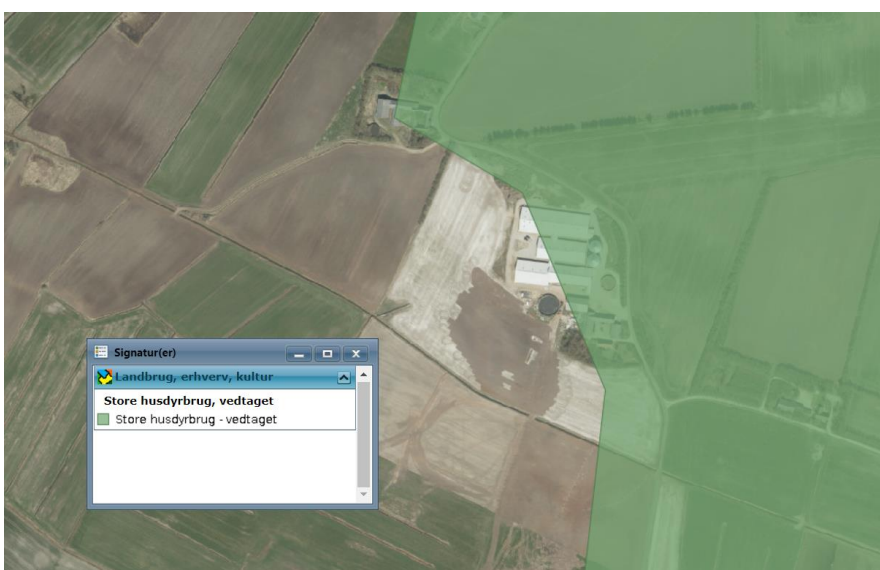 Signatur(er)
Landbrug, erhverv, kultur
Store husdyrbrug, vedtaget
Store husdyrbrug - vedtaget